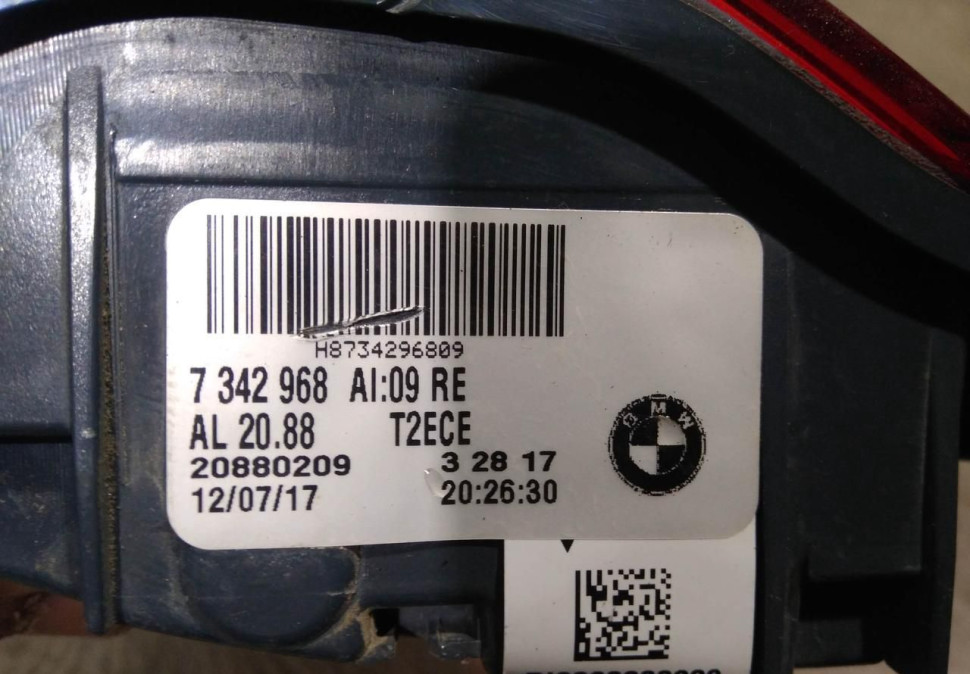 H8734296809
7 342 968 AI:09 RE
AL 20.88 T2ECE
20880209 3 28 17
12/07/17 20:26:30
BMW